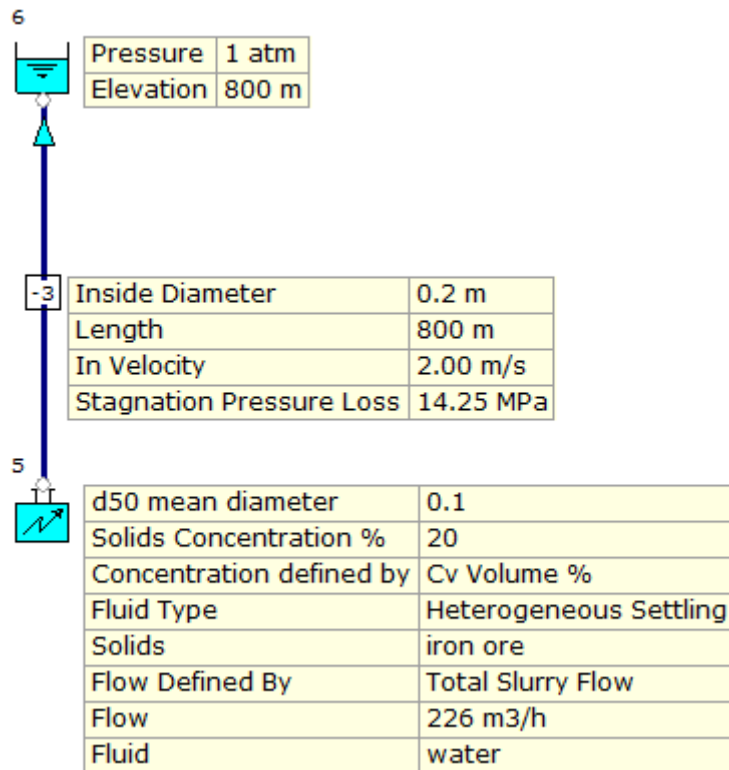 6
Pressure 1 atm
Elevation 800 m
-3
Inside Diameter 0.2 m
Length 800 m
In Velocity 2.00 m/s
Stagnation Pressure Loss 14.25 MPa
5
d50 mean diameter 0.1
Solids Concentration % 20
Concentration defined by Cv Volume %
Fluid Type Heterogeneous Settling
Solids iron ore
Flow Defined By Total Slurry Flow
Flow 226 m3/h
Fluid water